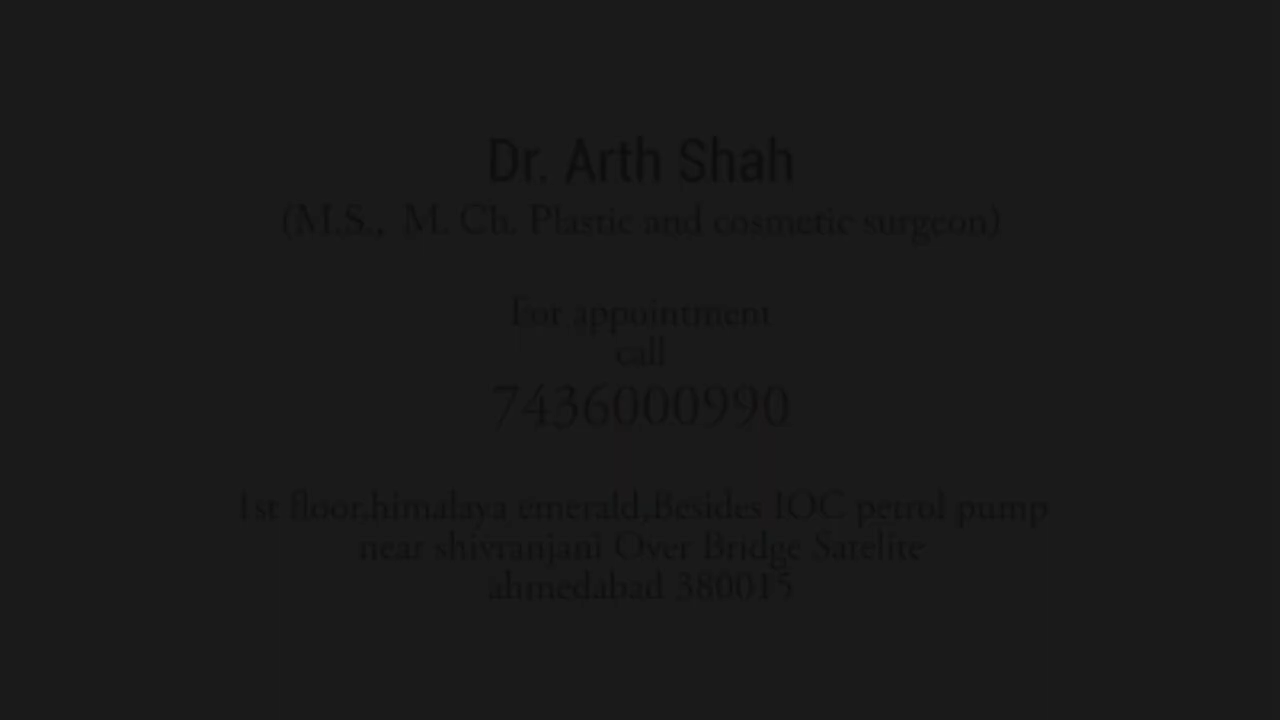 Dr. Arth Shah
(M.S., M. Ch. Plastic and cosmetic surgeon)
For appointment
call
7436000990
1st floor,himalaya emerald,Besides IOC petrol pump
near shivranjani Over Bridge Satelite
ahmedabad 380015